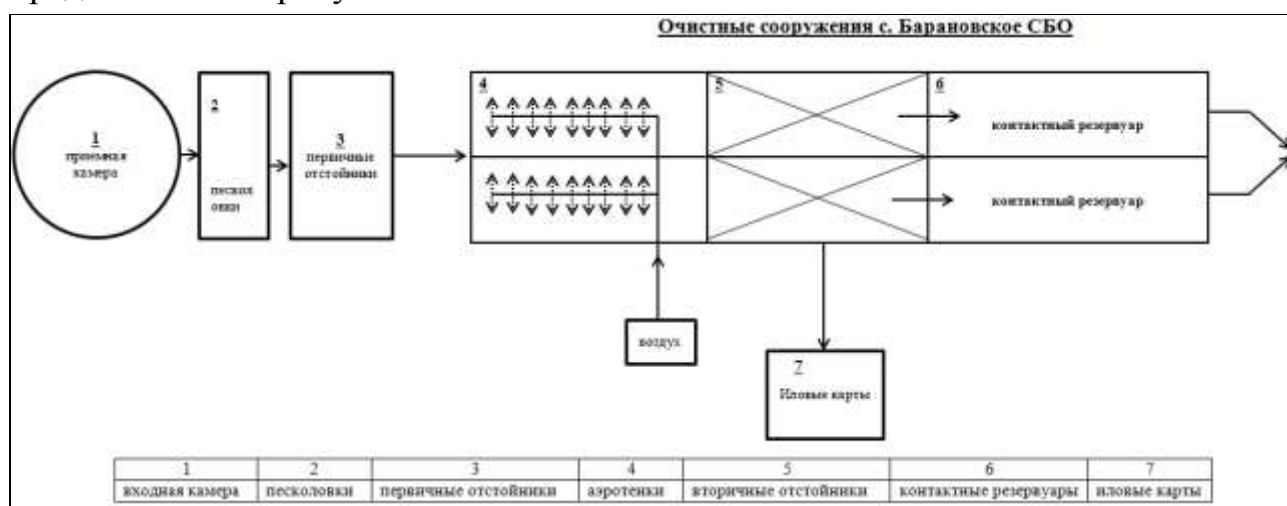 Очистные сооружения с. Барановское СБО
1
приемная
камера
2
пескол
овки
3
первичные
отстойники
4
5
6
контактный резервуар
контактный резервуар
воздух
7
Иловые карты
1 2 3 4 5 6 7
входная камера песколовки первичные отстойники аэротенки вторичные отстойники контактные резервуары иловые карты